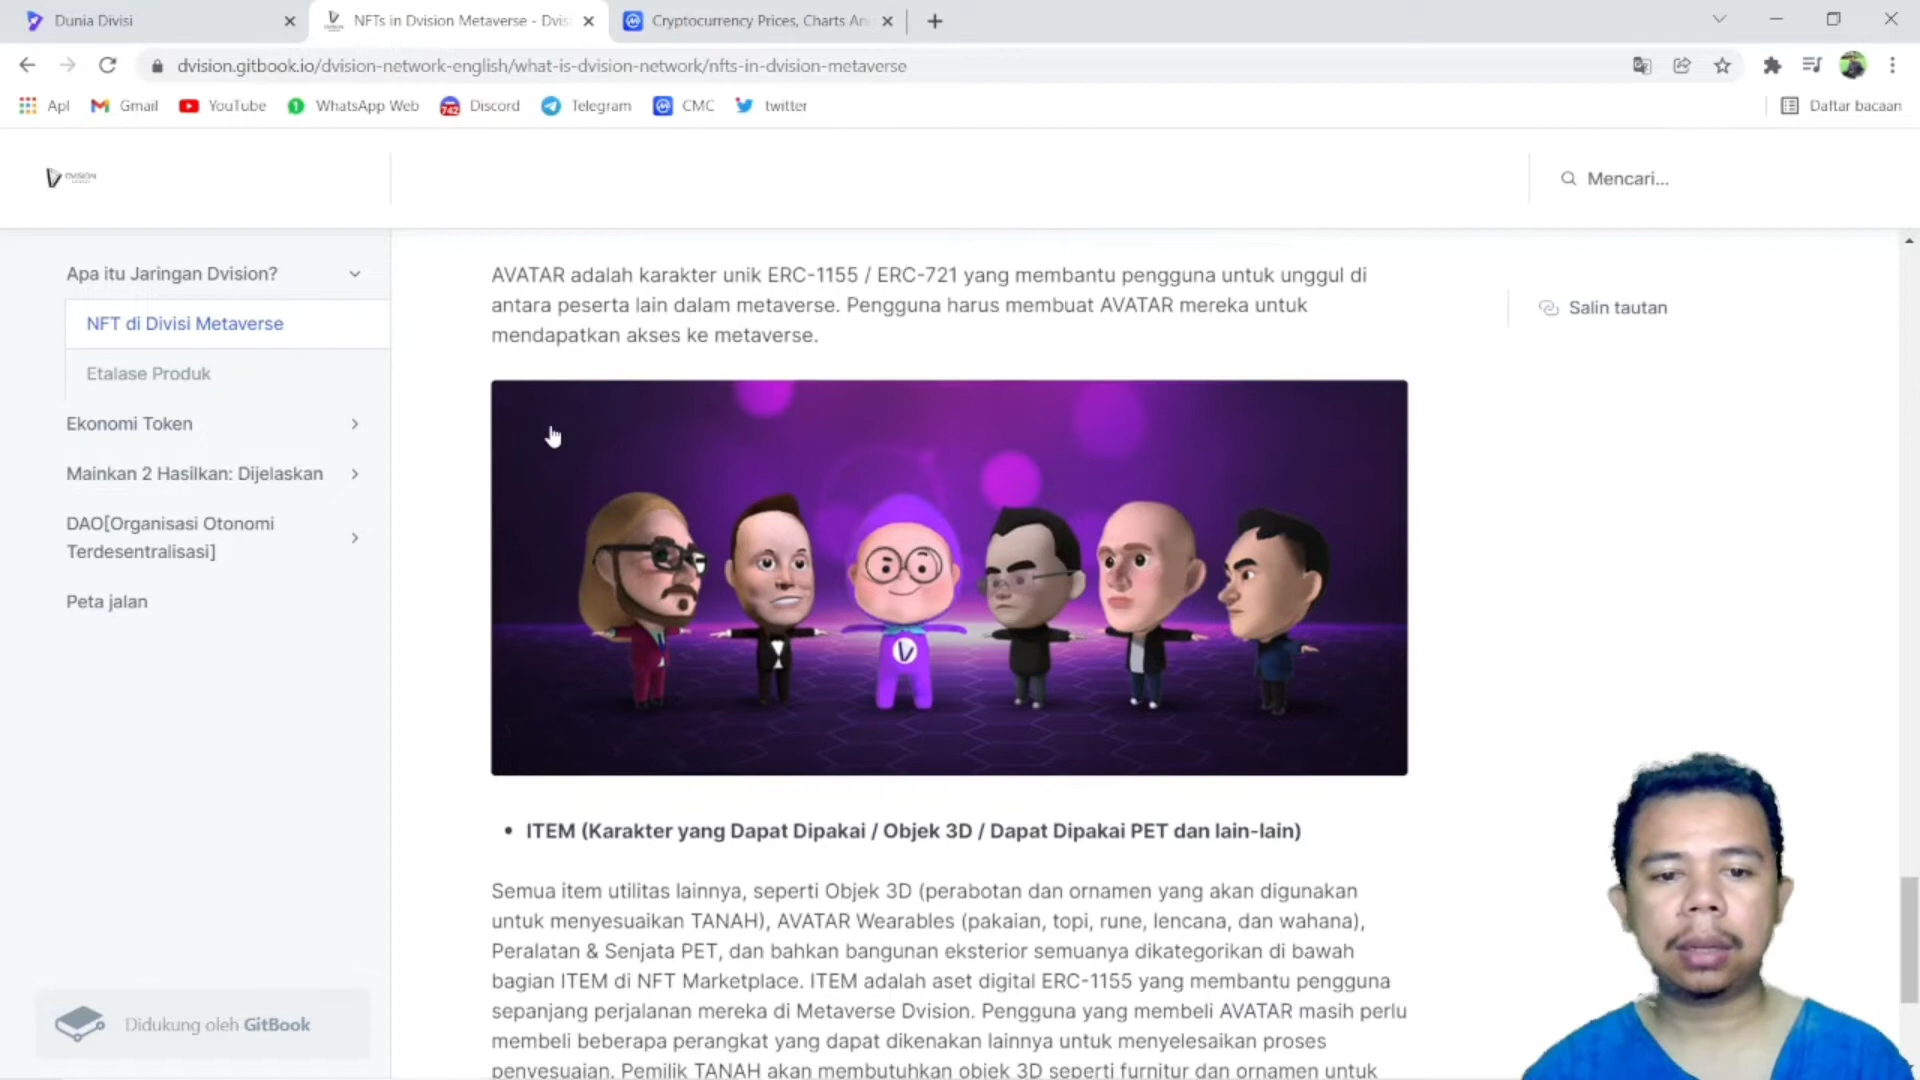 Dunia Divisi
NFTs in Dvision Metaverse - Dvis
Cryptocurrency Prices, Charts An
dvision.gitbook.io/dvision-network-english/what-is-dvision-network/nfts-in-dvision-metaverse
Apl
Gmail
YouTube
WhatsApp Web
742
Discord
Telegram
CMC
twitter
Daftar bacaan
DVISION
Mencari...
Apa itu Jaringan Dvision?
NFT di Divisi Metaverse
Etalase Produk
Ekonomi Token
Mainkan 2 Hasilkan: Dijelaskan
DAO[Organisasi Otonomi
Terdesentralisasi]
Peta jalan
Didukung oleh GitBook
AVATAR adalah karakter unik ERC-1155 / ERC-721 yang membantu pengguna untuk unggul di
antara peserta lain dalam metaverse. Pengguna harus membuat AVATAR mereka untuk
mendapatkan akses ke metaverse.
• ITEM (Karakter yang Dapat Dipakai / Objek 3D / Dapat Dipakai PET dan lain-lain)
Semua item utilitas lainnya, seperti Objek 3D (perabotan dan ornamen yang akan digunakan
untuk menyesuaikan TANAH), AVATAR Wearables (pakaian, topi, rune, lencana, dan wahana),
Peralatan & Senjata PET, dan bahkan bangunan eksterior semuanya dikategorikan di bawah
bagian ITEM di NFT Marketplace. ITEM adalah aset digital ERC-1155 yang membantu pengguna
sepanjang perjalanan mereka di Metaverse Dvision. Pengguna yang membeli AVATAR masih perlu
membeli beberapa perangkat yang dapat dikenakan lainnya untuk menyelesaikan proses
penyesuaian. Pemilik TANAH akan membutuhkan objek 3D seperti furnitur dan ornamen untuk
Salin tautan